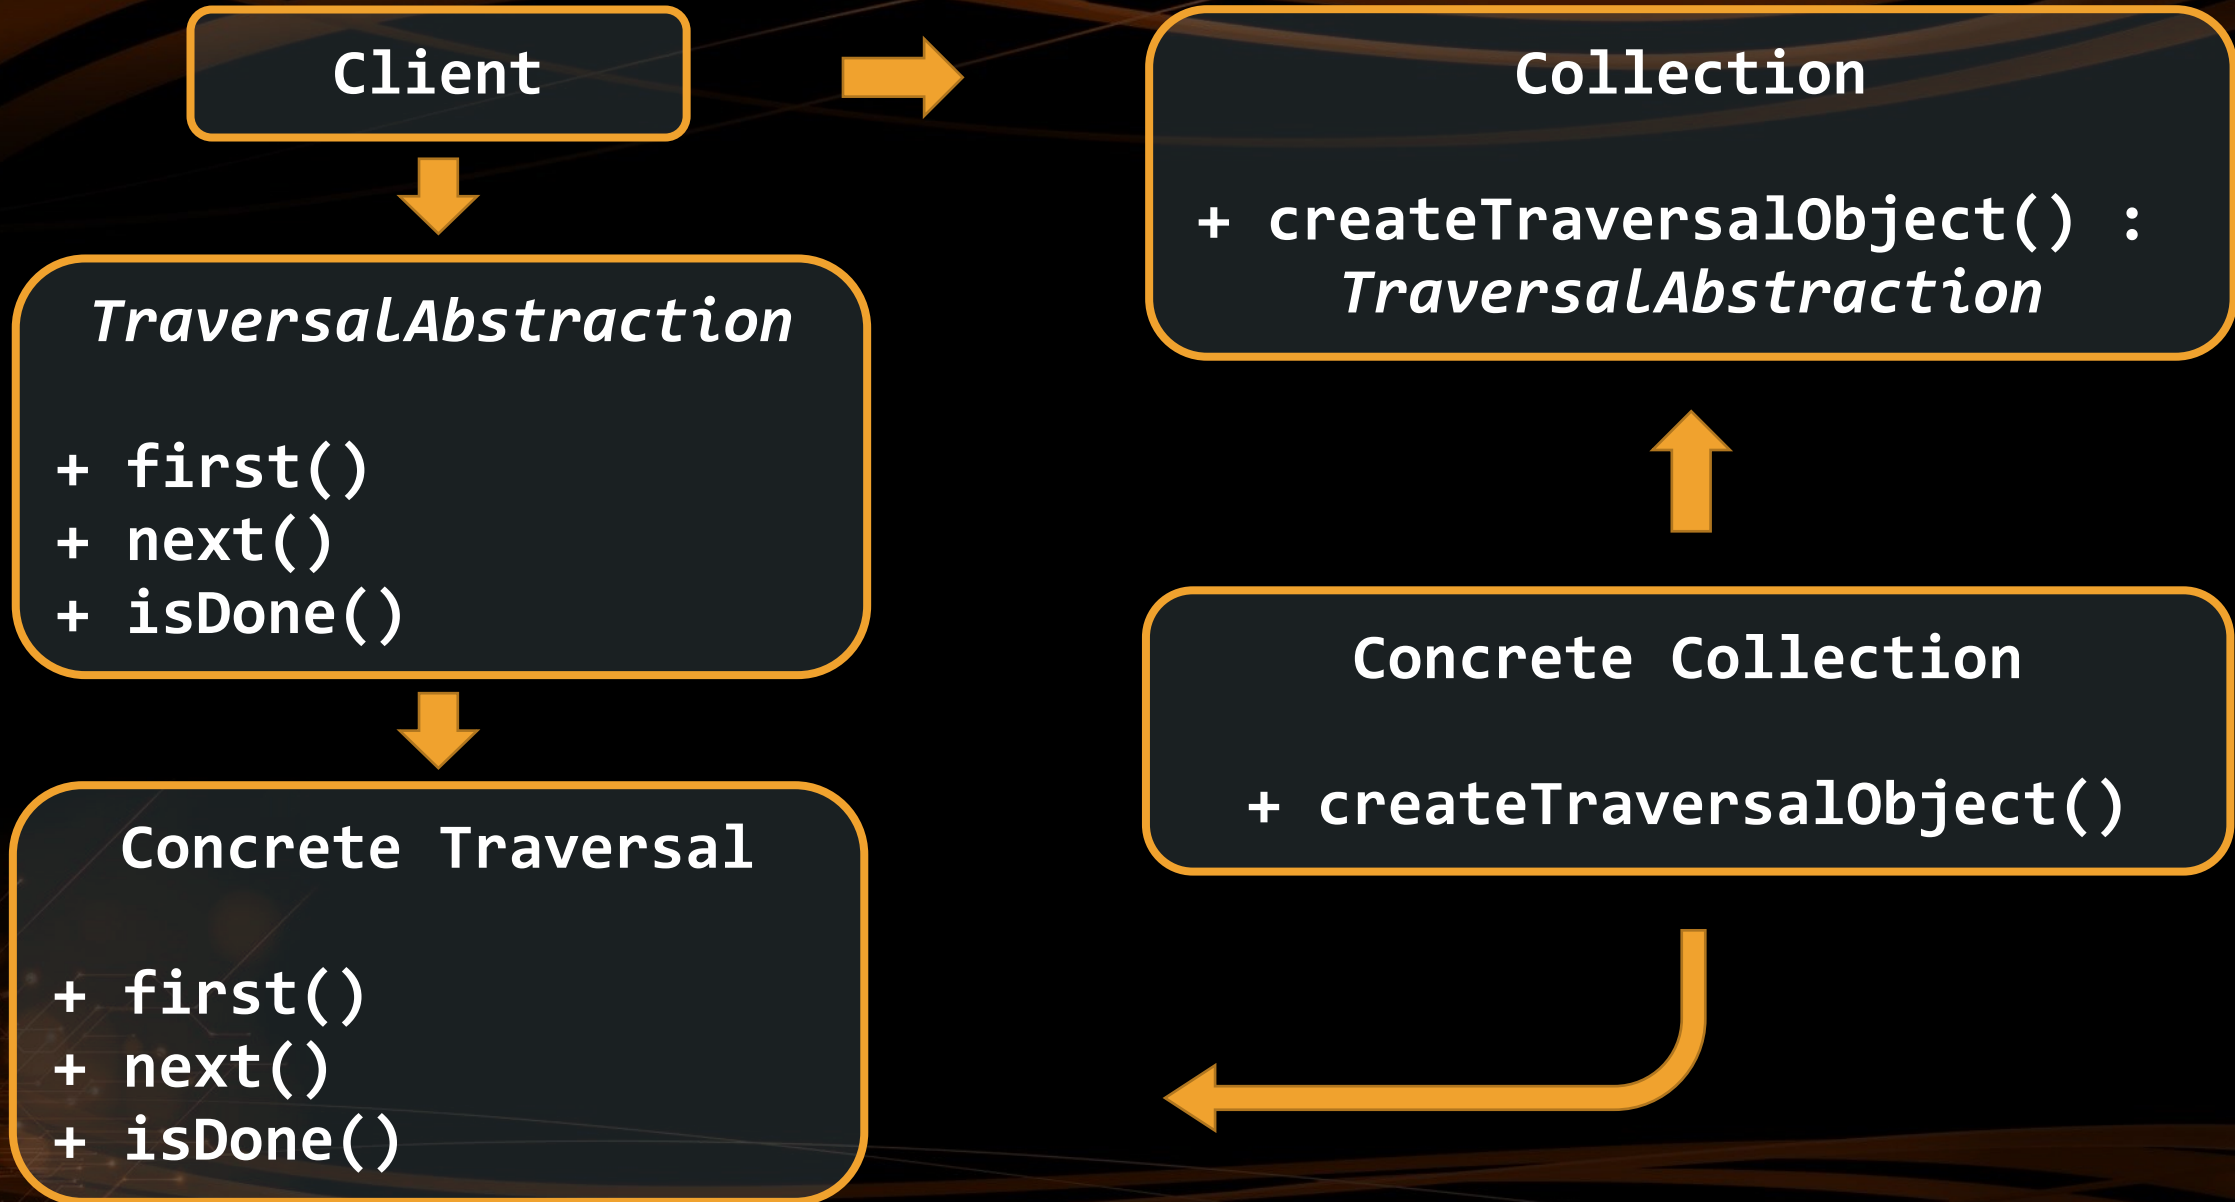 Client
Collection
+ createTraversalObject() :
TraversalAbstraction
TraversalAbstraction
+ first()
+ next()
+ isDone()
Concrete Collection
+ createTraversalObject()
Concrete Traversal
+ first()
+ next()
+ isDone()